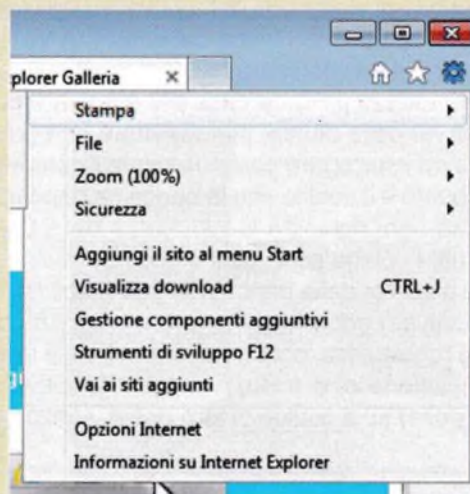 plorer Galleria
Stampa
File
Zoom (100%)
Sicurezza
Aggiungi il sito al menu Start
Visualizza download CTRL+J
Gestione componenti aggiuntivi
Strumenti di sviluppo F12
Vai ai siti aggiunti
Opzioni Internet
Informazioni su Internet Explorer